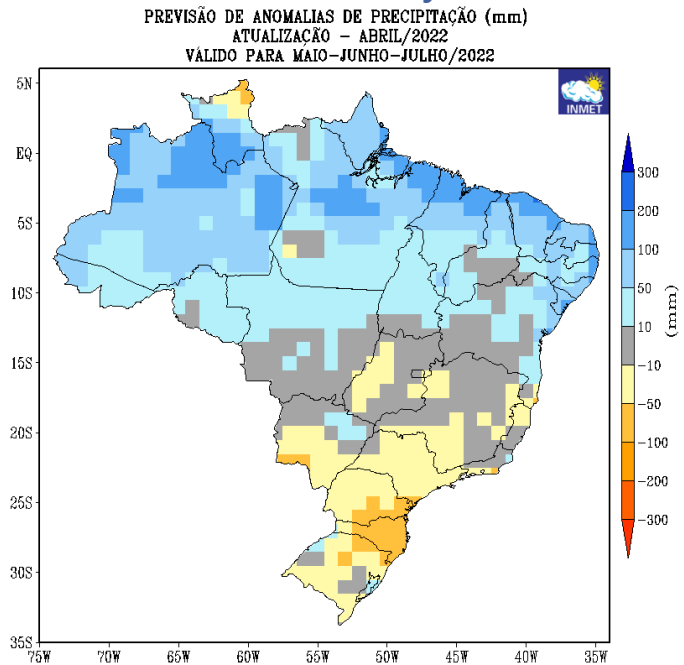 PREVISÃO DE ANOMALIAS DE PRECIPITAÇÃO (mm)
ATUALIZAÇÃO - ABRIL/2022
VÁLIDO PARA MAIO-JUNHO-JULHO/2022
INMET
5N
EQ
5S
10S
15S
20S
25S
30S
35S
75W
70W
65W
60W
55W
50W
45W
40W
35W
300
200
100
50
10
-10
-50
-100
-200
-300
(mm)